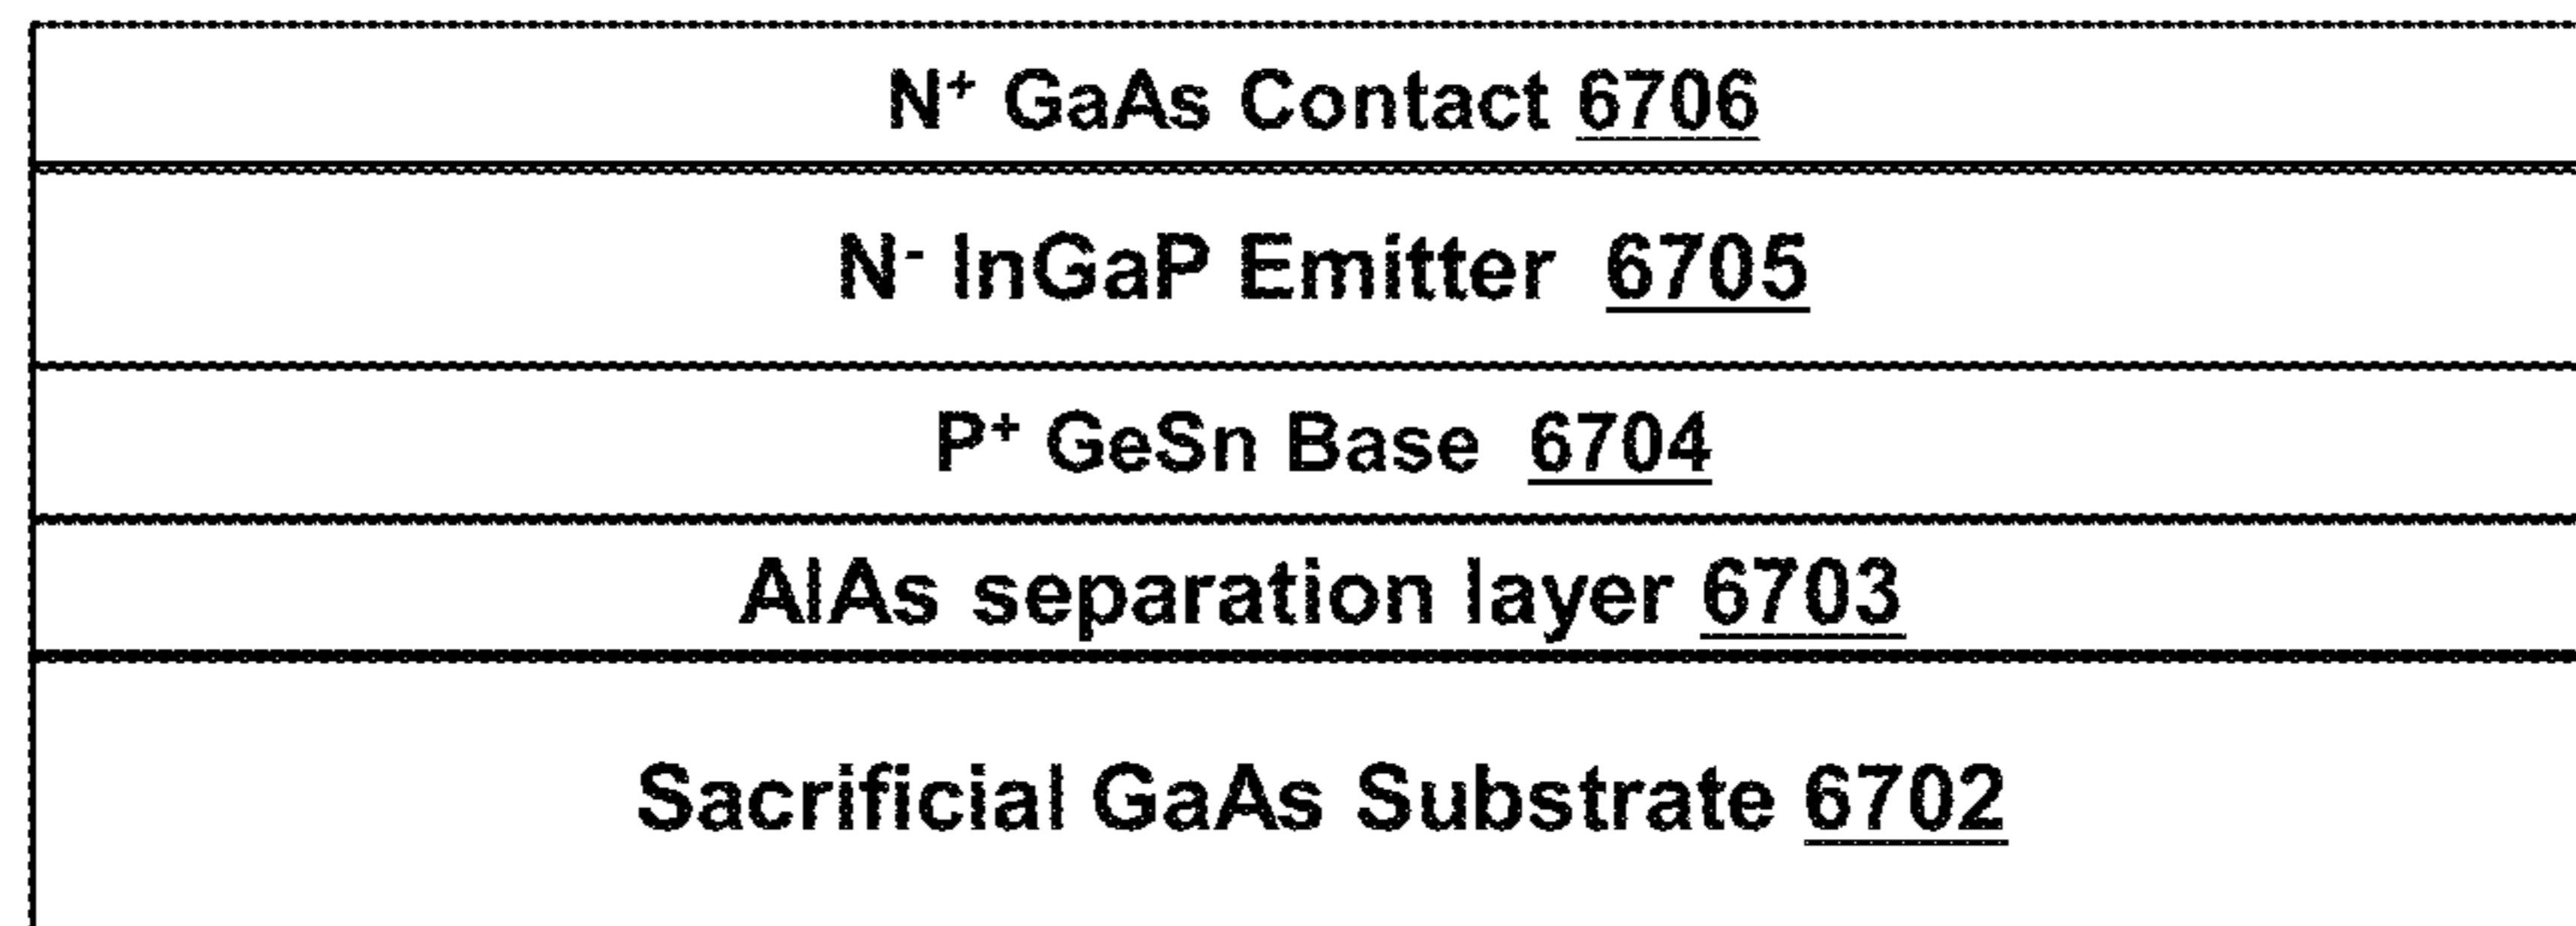 N⁺ GaAs Contact 6706
N⁻ InGaP Emitter 6705
P⁺ GeSn Base 6704
AlAs separation layer 6703
Sacrificial GaAs Substrate 6702